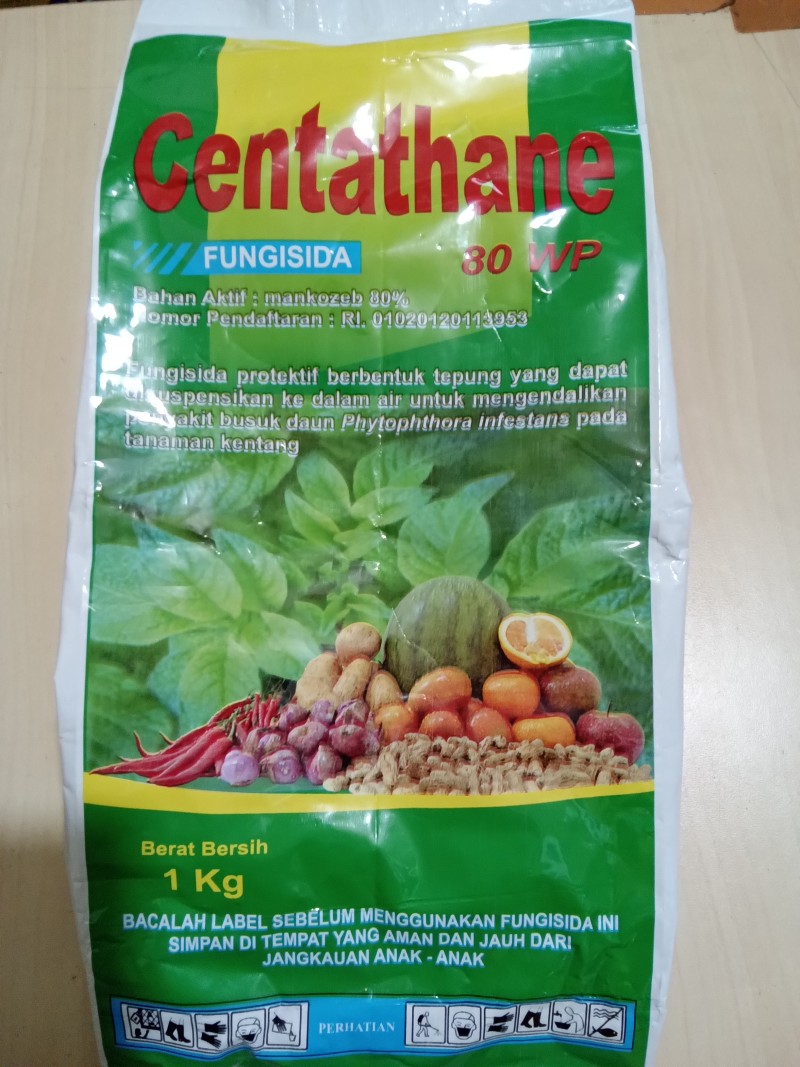 Centathane
FUNGISIDA
80 WP
Bahan Aktif : mankozeb 80%
Nomor Pendaftaran : RI. 01020120113953
Fungisida protektif berbentuk tepung yang dapat
disuspensikan ke dalam air untuk mengendalikan
penyakit busuk daun Phytophthora infestans pada
tanaman kentang
Berat Bersih
1 Kg
BACALAH LABEL SEBELUM MENGGUNAKAN FUNGISIDA INI
SIMPAN DI TEMPAT YANG AMAN DAN JAUH DARI
JANGKAUAN ANAK - ANAK
PERHATIAN